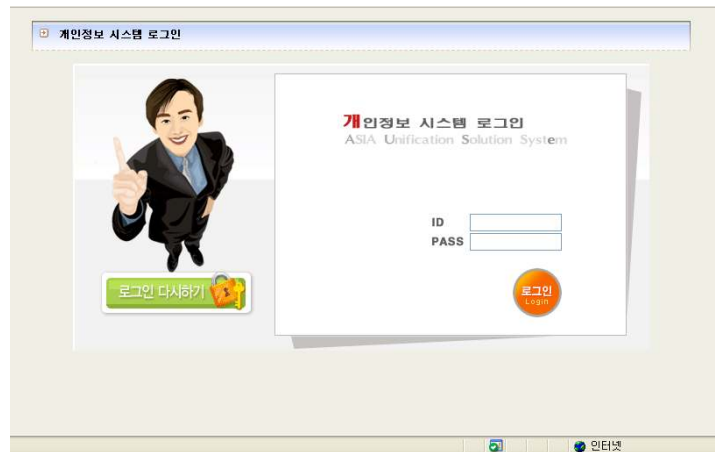 개인정보 시스템 로그인
개인정보 시스템 로그인
ASIA Unification Solution System
ID
PASS
로그인 다시하기
로그인
Login
인터넷